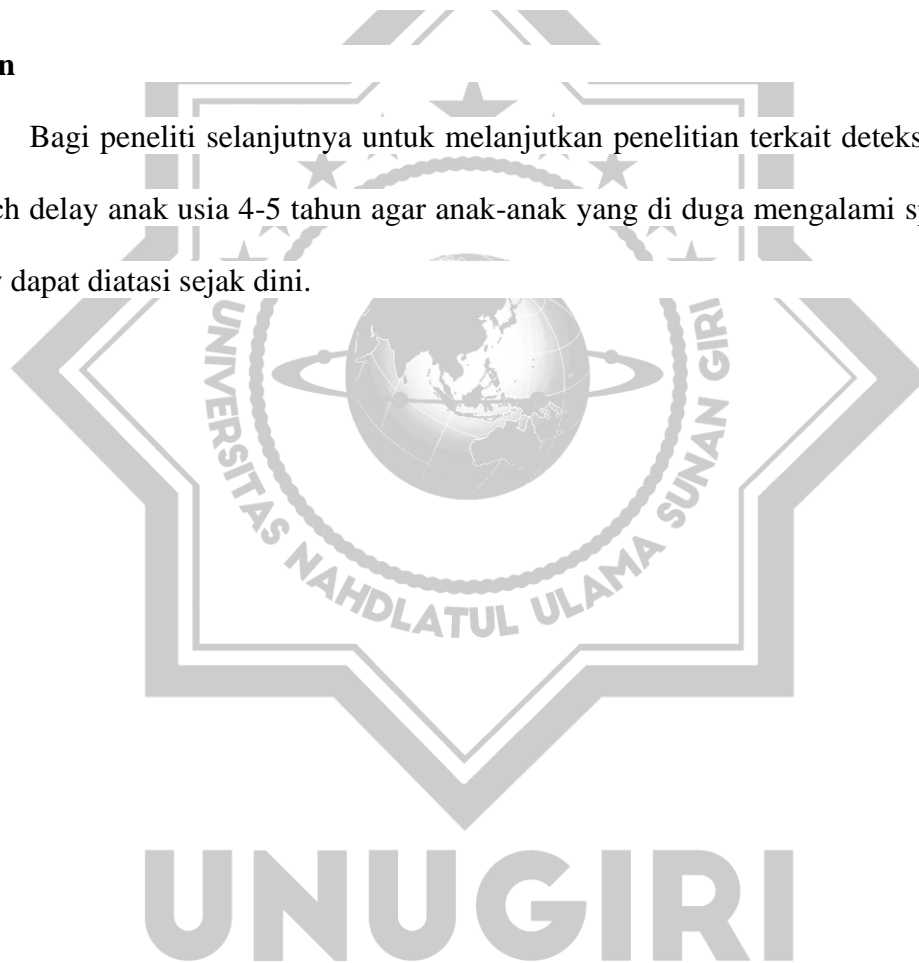 n
Bagi peneliti selanjutnya untuk melanjutkan penelitian terkait deteks
ch delay anak usia 4-5 tahun agar anak-anak yang di duga mengalami sp
dapat diatasi sejak dini.
UNIVERSITAS NAHDLATUL ULAMA SUNAN GIRI
UNUGIRI